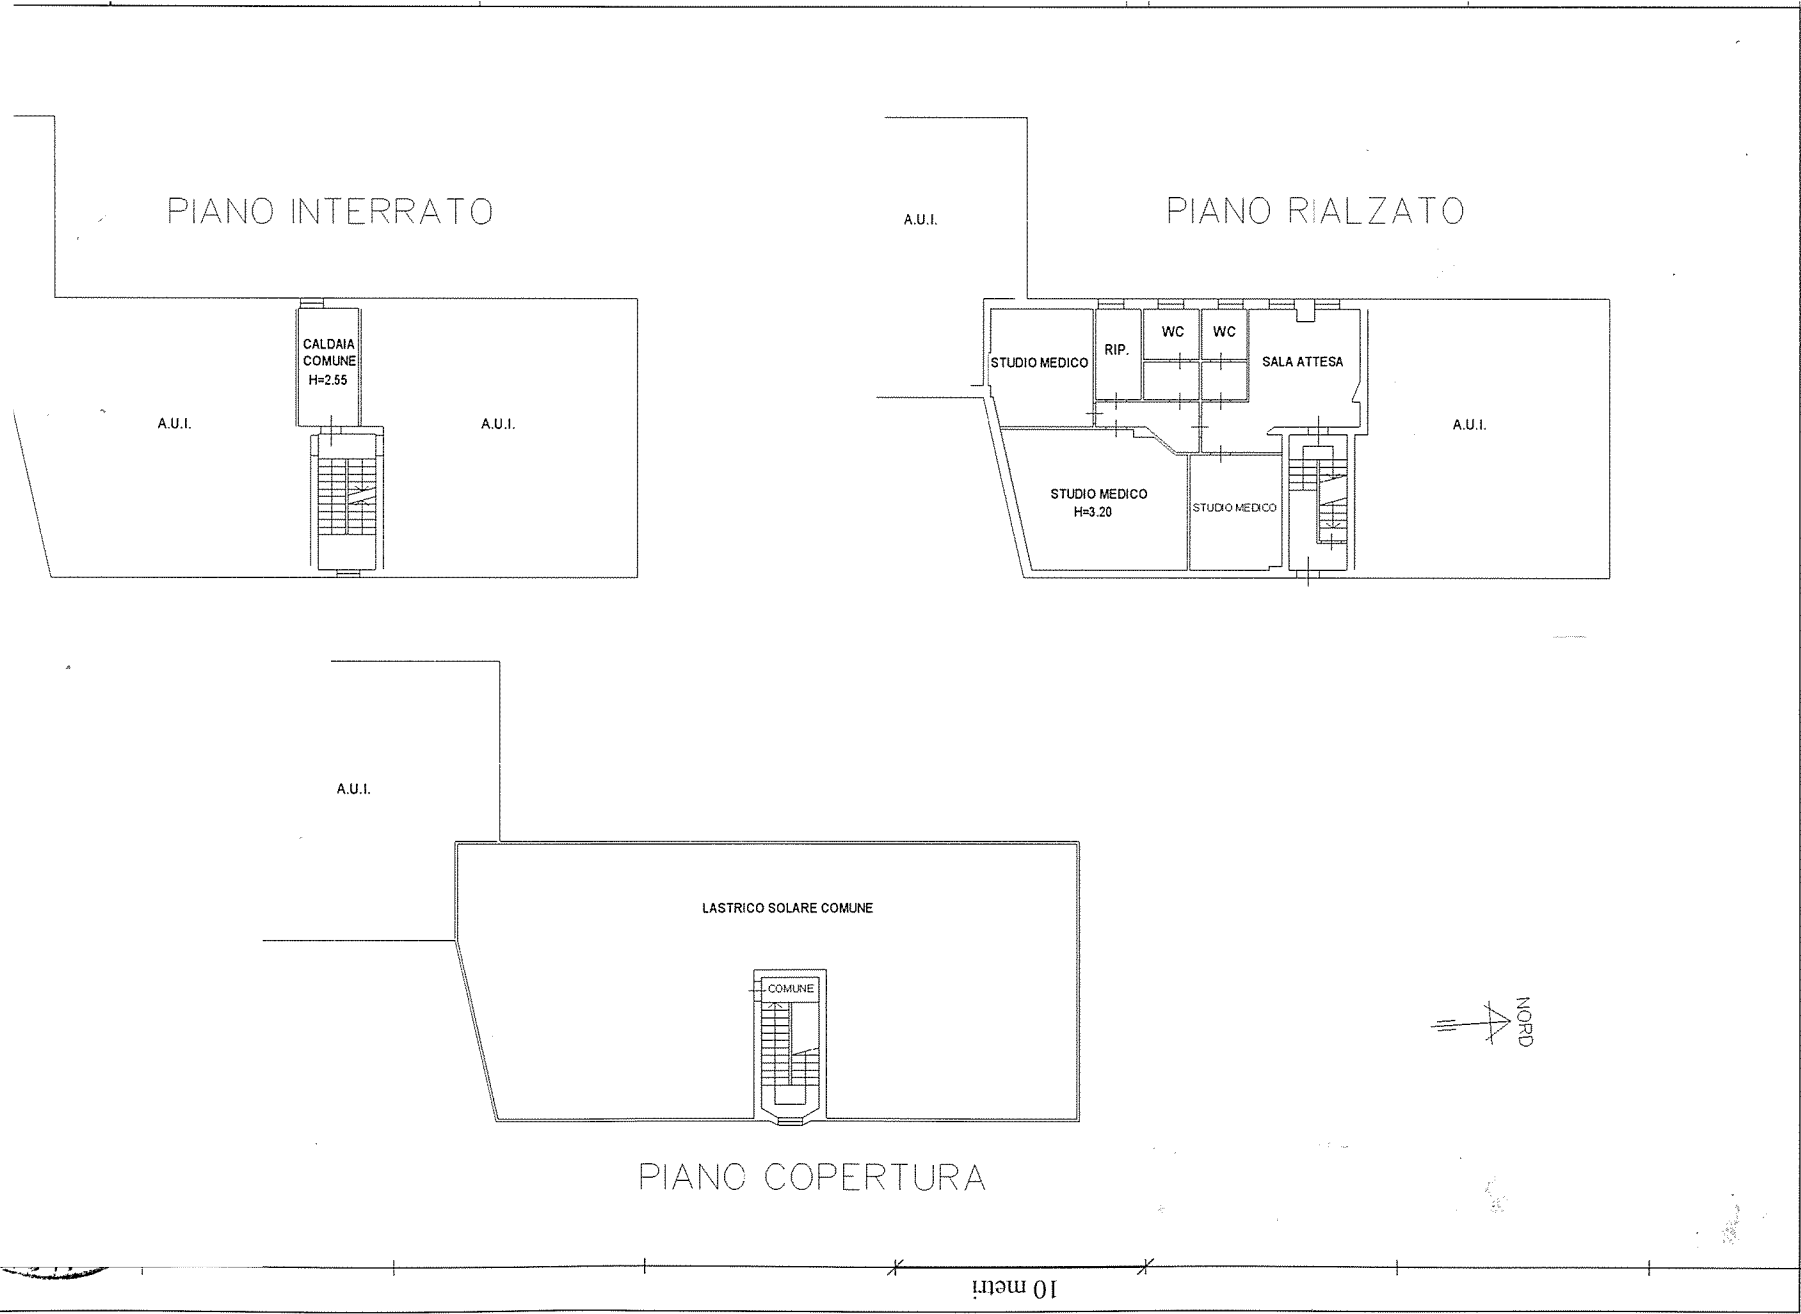 PIANO INTERRATO
PIANO RIALZATO
A.U.I.
CALDAIA
COMUNE
H=2.55
A.U.I.
A.U.I.
STUDIO MEDICO
RIP.
WC
WC
SALA ATTESA
A.U.I.
STUDIO MEDICO
H=3.20
STUDIO MEDICO
A.U.I.
LASTRICO SOLARE COMUNE
COMUNE
NORD
PIANO COPERTURA
10 metri